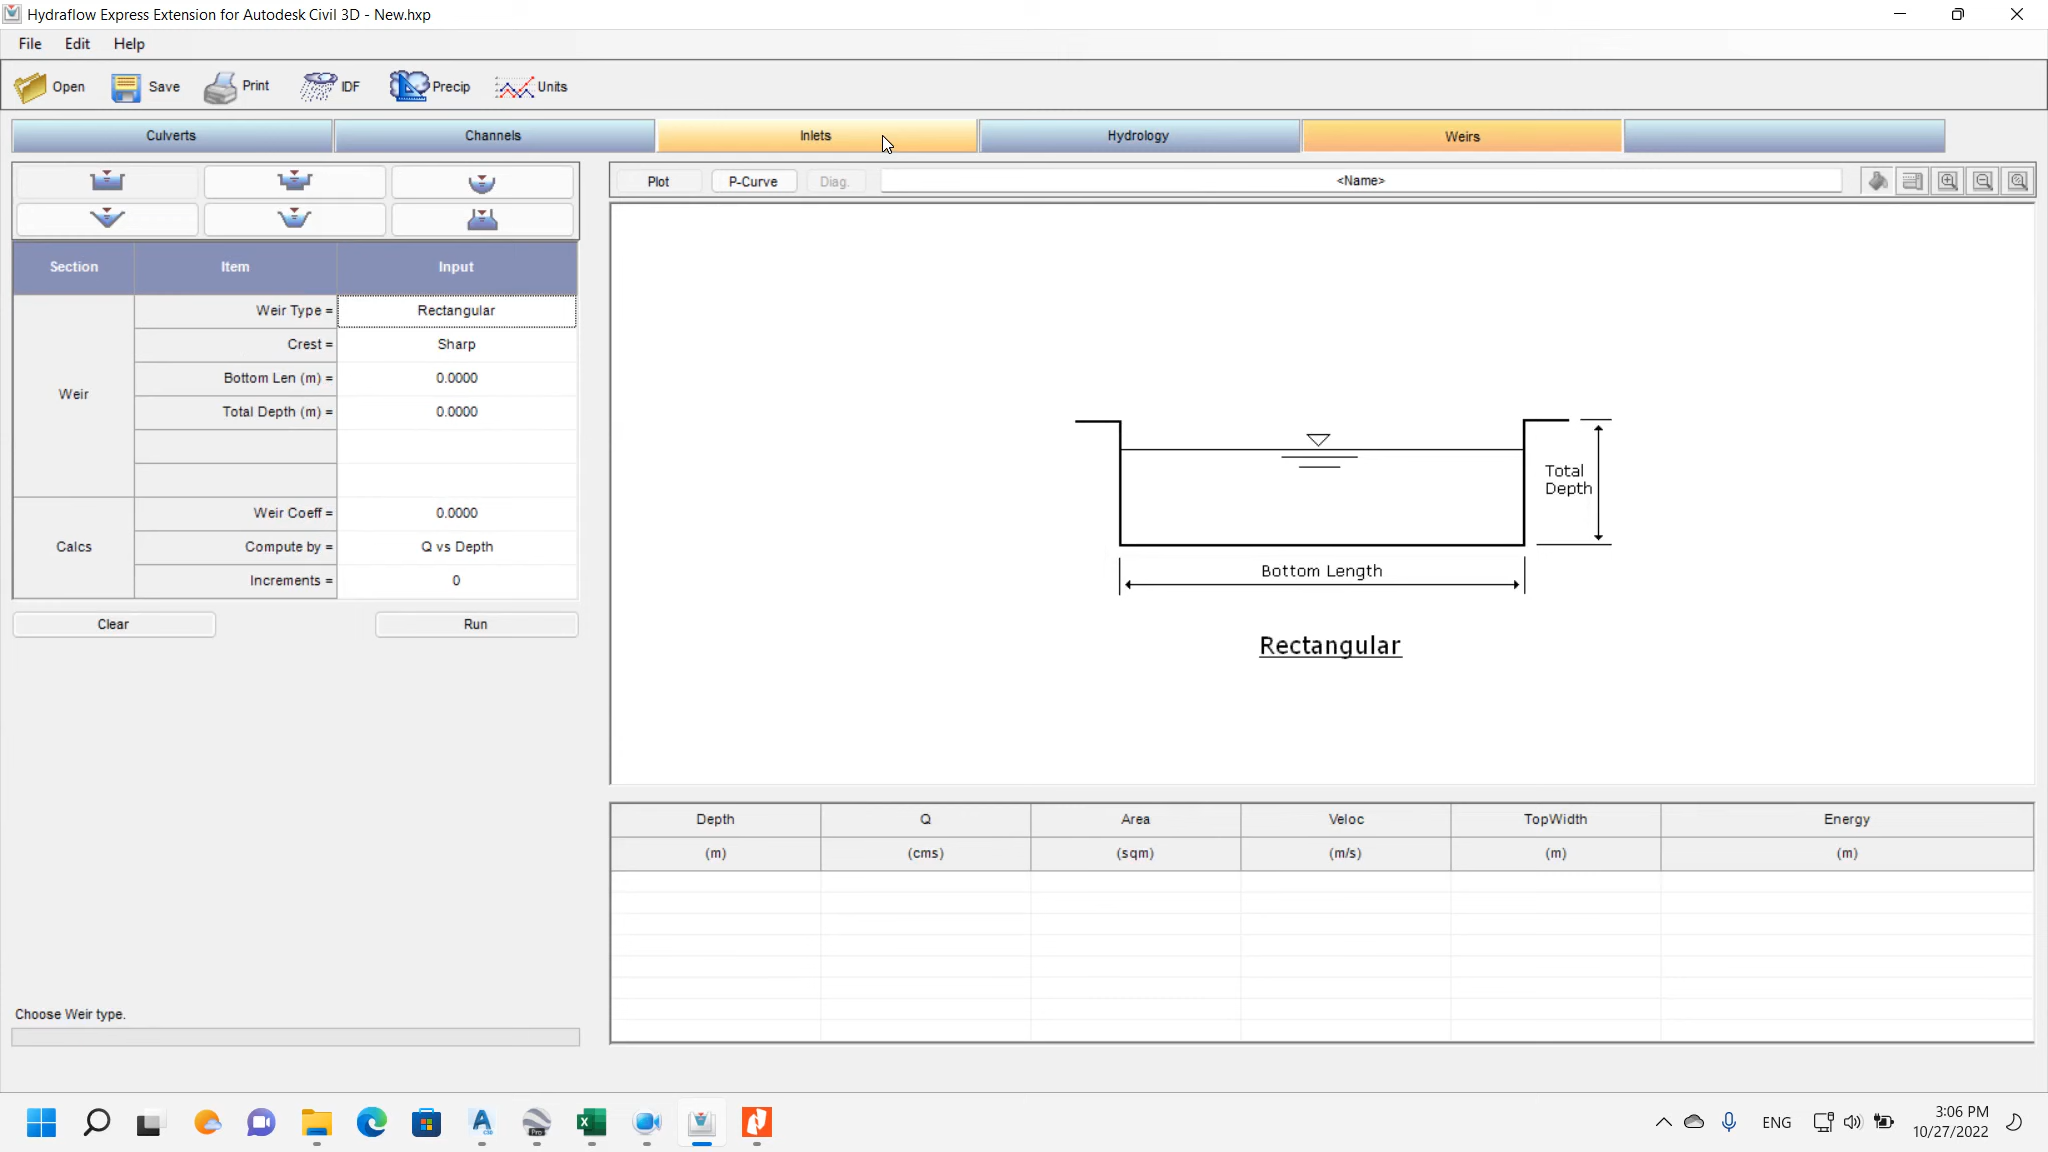 Hydraflow Express Extension for Autodesk Civil 3D - New.hxp
File Edit Help
Open Save Print IDF Precip Units
Culverts Channels Inlets Hydrology Weirs
Plot P-Curve Diag. <Name>
Section Item Input
Weir
Weir Type = Rectangular
Crest = Sharp
Bottom Len (m) = 0.0000
Total Depth (m) = 0.0000
Calcs
Weir Coeff = 0.0000
Compute by = Q vs Depth
Increments = 0
Clear Run
Total
Depth
Bottom Length
Rectangular
Depth Q Area Veloc TopWidth Energy
(m) (cms) (sqm) (m/s) (m) (m)
Choose Weir type.
ENG
3:06 PM
10/27/2022